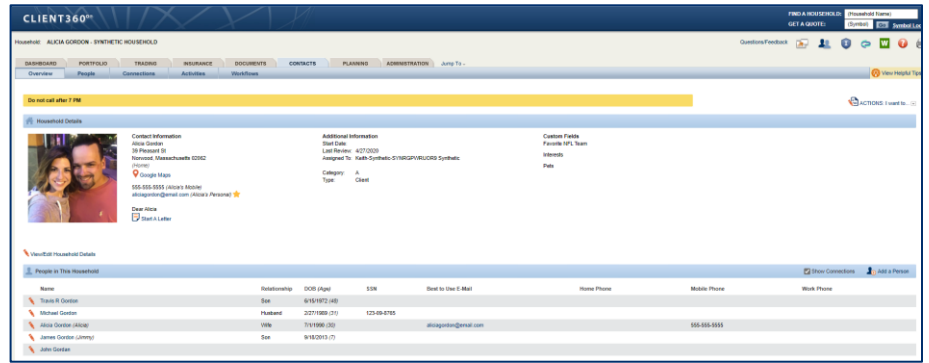 CLIENT360°
FIND A HOUSEHOLD: (Household Name)
GET A QUOTE: (Symbol) Go Symbol Loo
Household: ALICIA GORDON - SYNTHETIC HOUSEHOLD
Questions/Feedback
DASHBOARD PORTFOLIO TRADING INSURANCE DOCUMENTS CONTACTS PLANNING ADMINISTRATION Jump To
Overview People Connections Activities Workflows
View Helpful Tips
Do not call after 7 PM
ACTIONS: I want to...
Household Details
Contact Information Additional Information Custom Fields
Alicia Gordon Start Date: Favorite NFL Team
39 Pleasant St Last Review: 4/27/2020
Norwood, Massachusetts 02062 Assigned To: Keith-Synthetic- Synthetic Interests
(Home)
Google Maps Category: A Pets
Type: Client
555-555-5555 (Alicia's Mobile)
aliciagordon@email.com (Alicia's Personal)
Dear Alicia
Start A Letter
View/Edit Household Details
People in This Household Show Connections Add a Person
Name Relationship DOB (Age) SSN Best to Use E-Mail Home Phone Mobile Phone Work Phone
Travis R Gordon Son 6/15/1972 (48)
Michael Gordon Husband 2/27/1989 (31) 123-09-8765
Alicia Gordon (Alicia) Wife 7/1/1990 (30) aliciagordon@email.com 555-555-5555
James Gordon (Jimmy) Son 9/18/2013 (7)
John Gordon